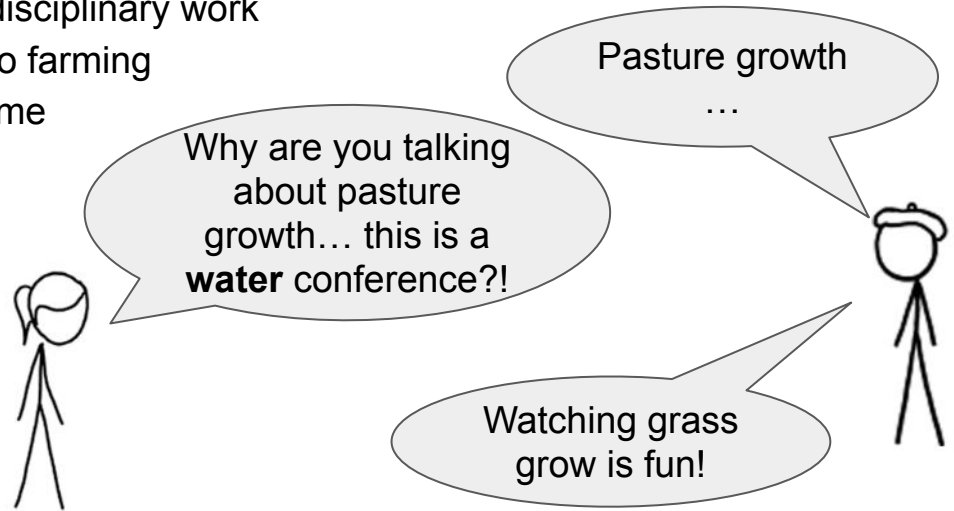 disciplinary work
o farming
me
Pasture growth
…
Why are you talking
about pasture
growth… this is a
water conference?!
Watching grass
grow is fun!